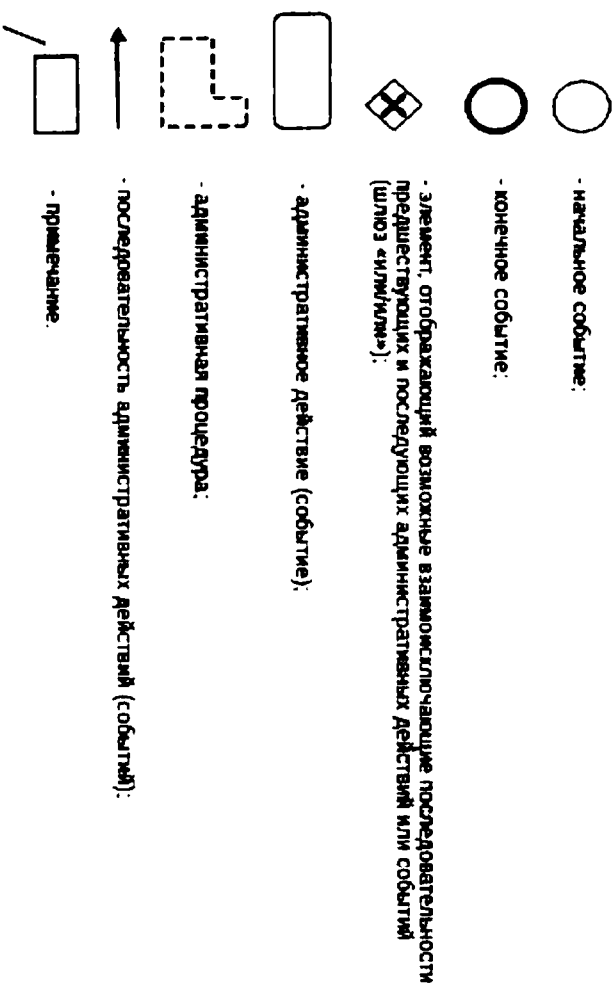 - начальное событие;
- конечное событие;
- элемент, отображающий возможные взаимоисключающие последовательности
предшествующих и последующих административных действий или событий
(шлюз «или/или»);
- административное действие (событие);
- административная процедура;
- последовательность административных действий (событий);
- примечание.